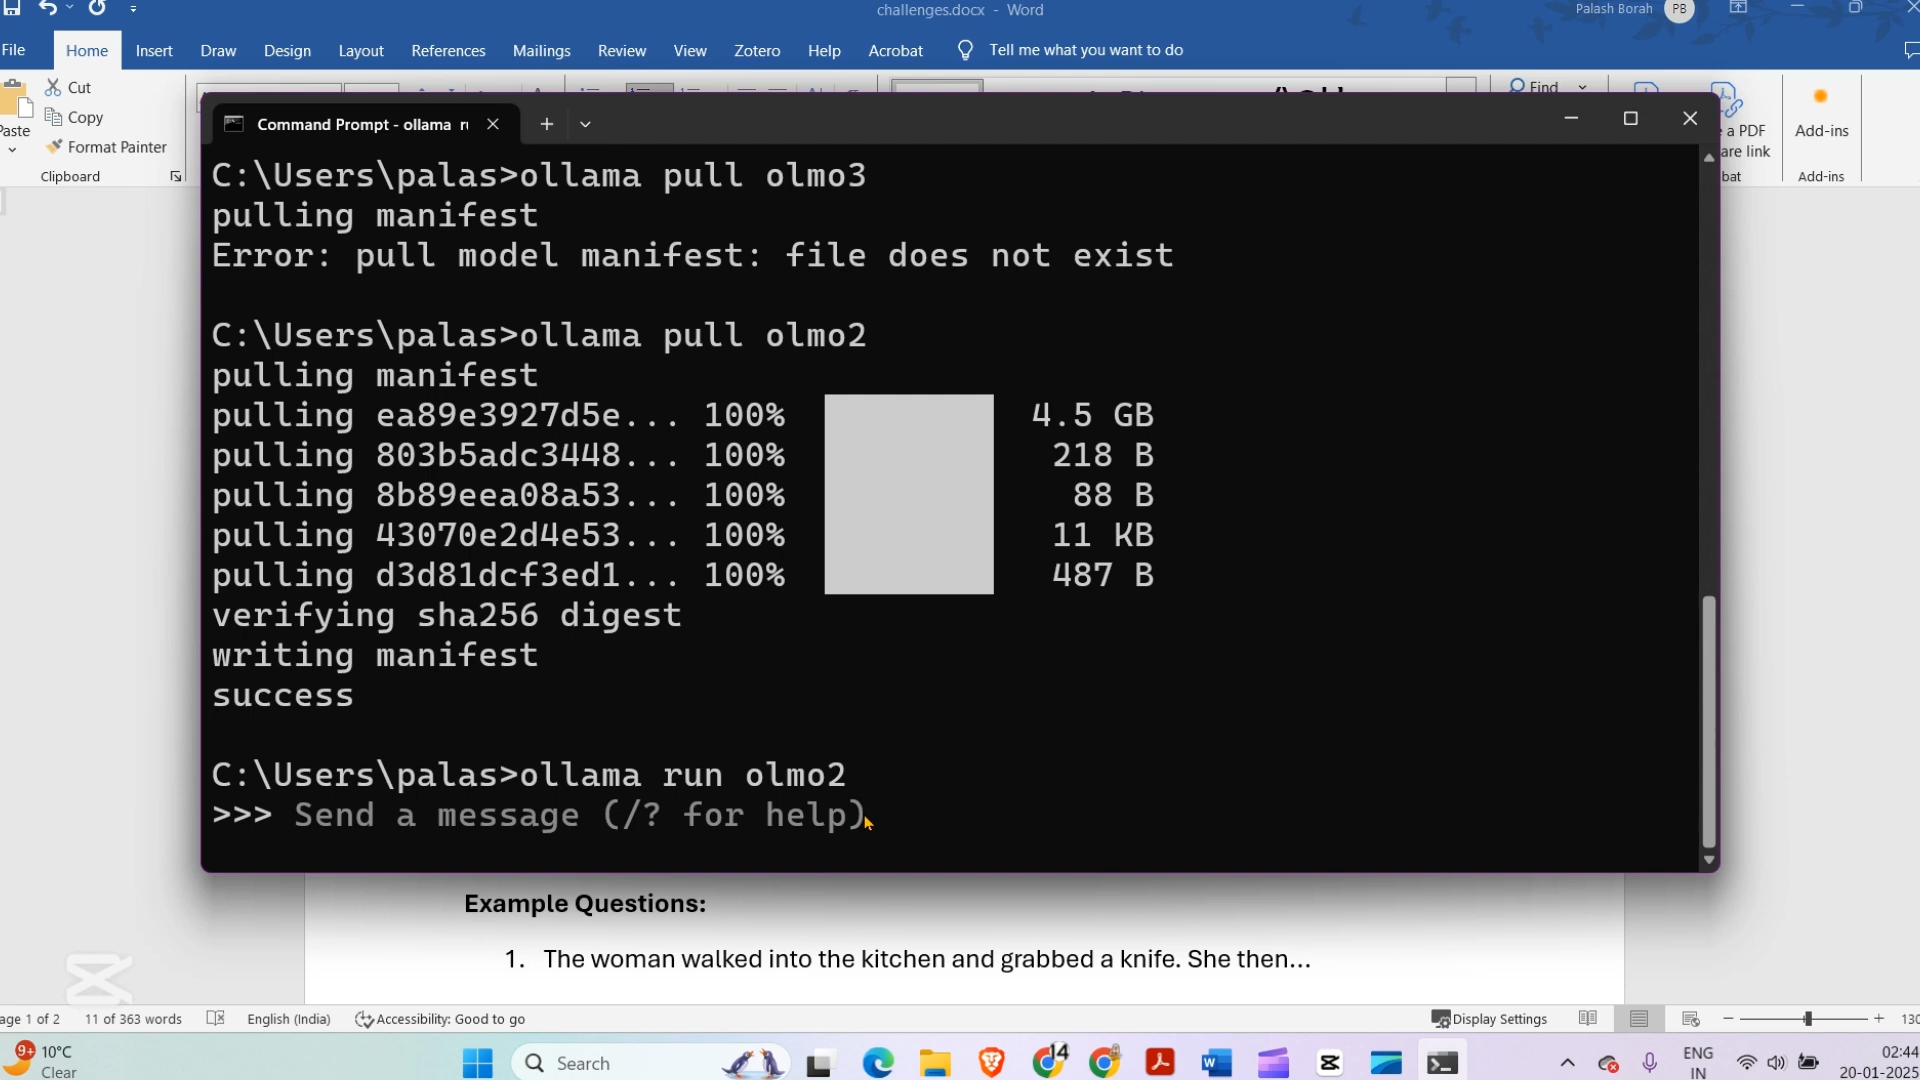 challenges.docx - Word
Palash Borah
PB
File Home Insert Draw Design Layout References Mailings Review View Zotero Help Acrobat Tell me what you want to do
Cut
Copy
Format Painter
Paste
Clipboard
Find
a PDF
are link
bat
Add-ins
Add-ins
Command Prompt - ollama
C:\Users\palas>ollama pull olmo3
pulling manifest
Error: pull model manifest: file does not exist
C:\Users\palas>ollama pull olmo2
pulling manifest
pulling ea89e3927d5e... 100% 4.5 GB
pulling 803b5adc3448... 100% 218 B
pulling 8b89eea08a53... 100% 88 B
pulling 43070e2d4e53... 100% 11 KB
pulling d3d81dcf3ed1... 100% 487 B
verifying sha256 digest
writing manifest
success
C:\Users\palas>ollama run olmo2
>>> Send a message (/? for help)
Example Questions:
1. The woman walked into the kitchen and grabbed a knife. She then...
age 1 of 2 11 of 363 words English (India) Accessibility: Good to go Display Settings 130
9+ 10°C
Clear
Search
14
ENG
IN
02:44
20-01-2025